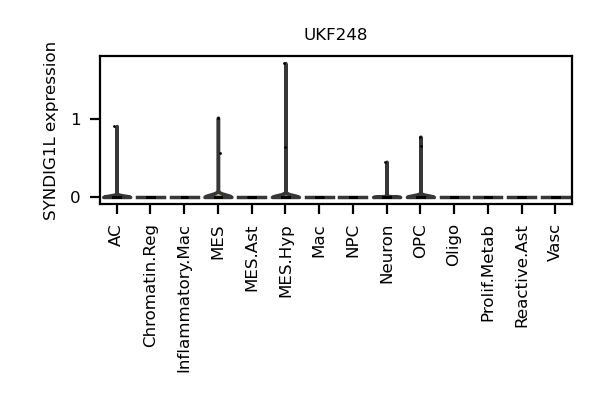 UKF248
SYNDIG1L expression
1
0
AC
Chromatin.Reg
Inflammatory.Mac
MES
MES.Ast
MES.Hyp
Mac
NPC
Neuron
OPC
Oligo
Prolif.Metab
Reactive.Ast
Vasc